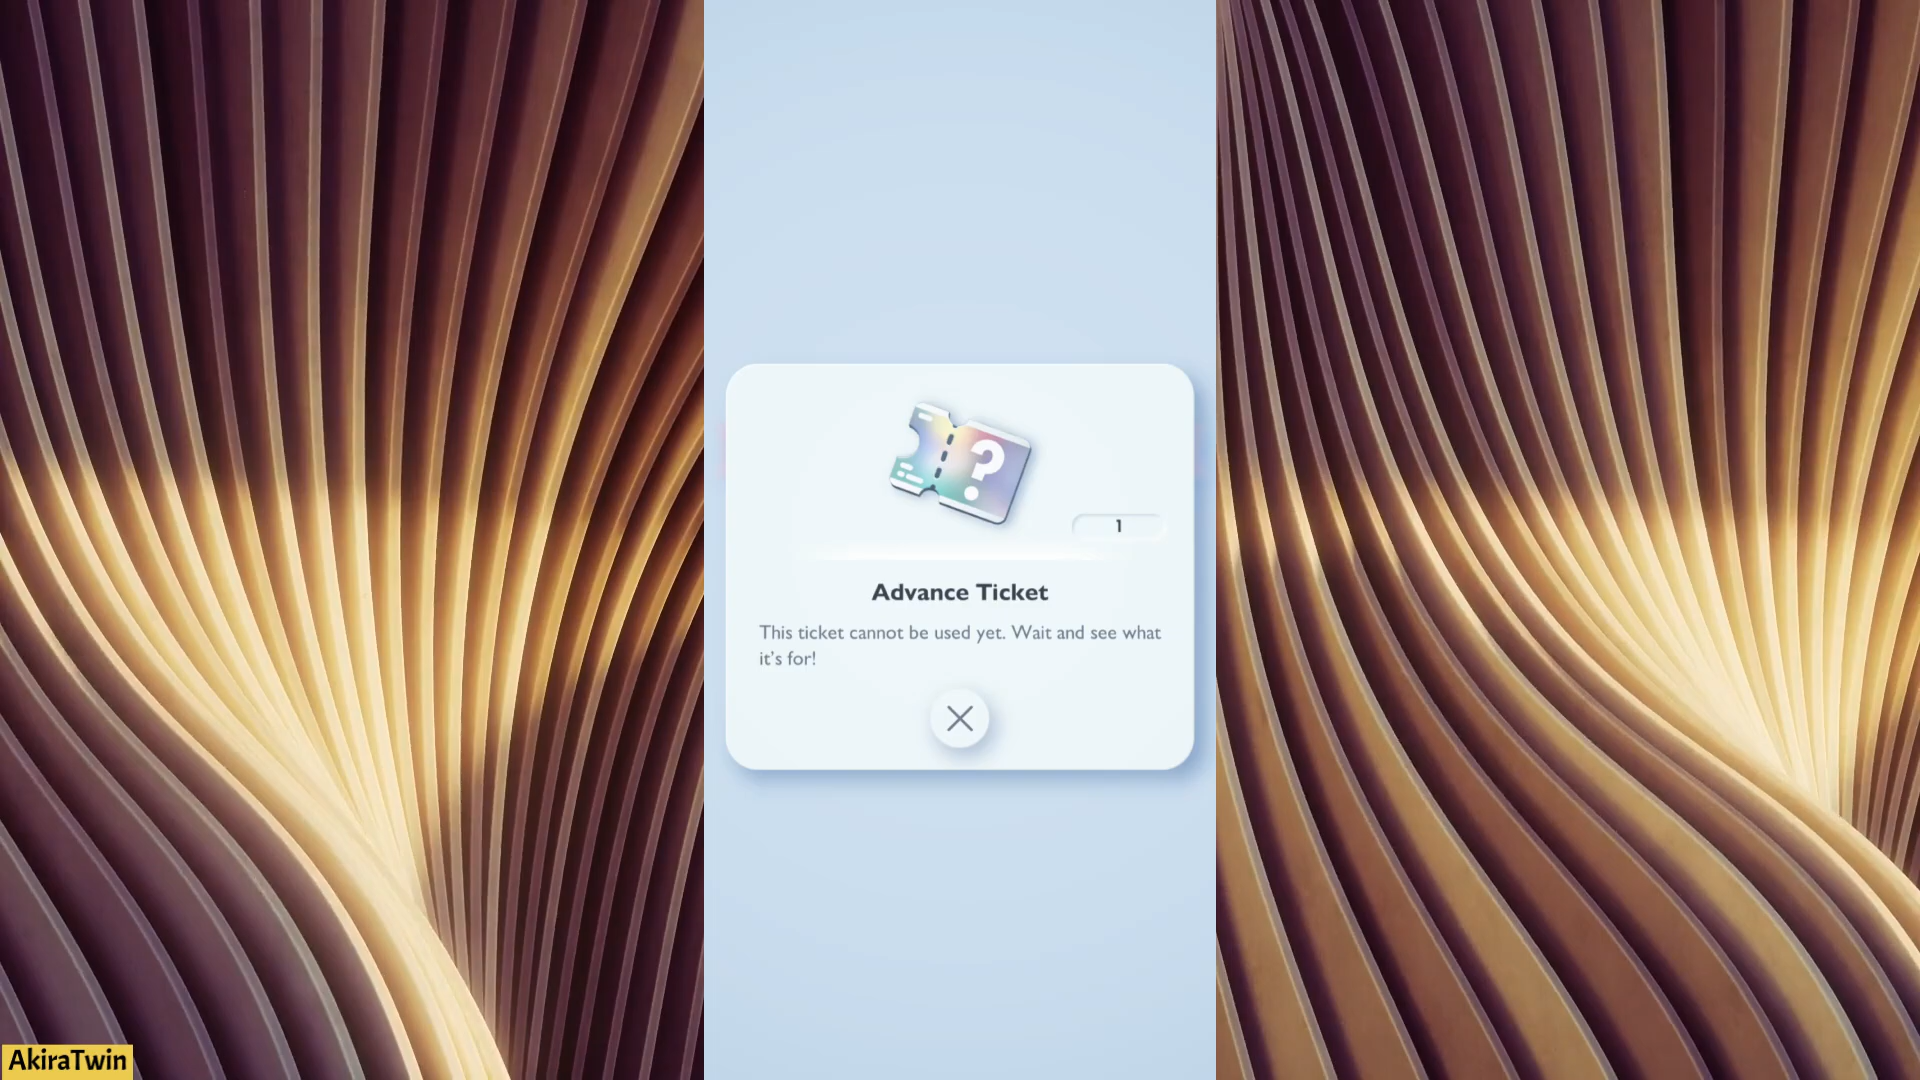 ?
1
Advance Ticket
This ticket cannot be used yet. Wait and see what
it's for!
AkiraTwin